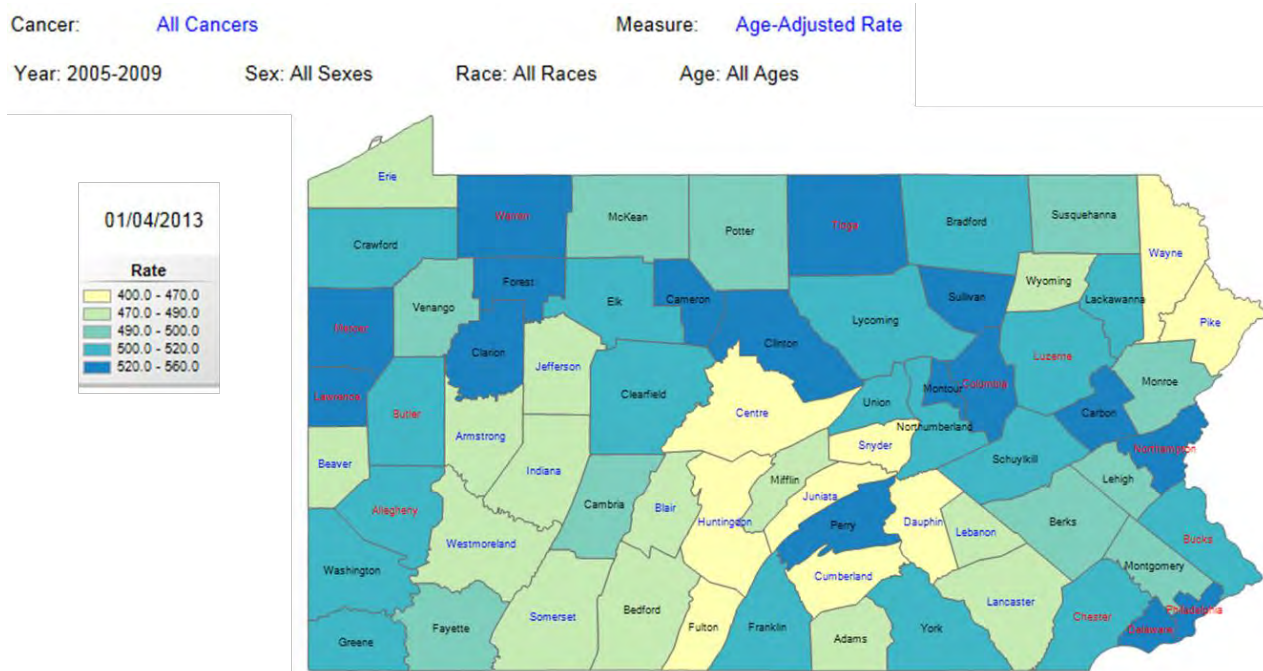 Cancer: All Cancers Measure: Age-Adjusted Rate
Year: 2005-2009 Sex: All Sexes Race: All Races Age: All Ages
01/04/2013
Rate
400.0 - 470.0
470.0 - 490.0
490.0 - 500.0
500.0 - 520.0
520.0 - 560.0
Erie
Warren
McKean
Potter
Tioga
Bradford
Susquehanna
Wayne
Crawford
Forest
Venango
Elk
Cameron
Sullivan
Wyoming
Lackawanna
Pike
Mercer
Clarion
Clinton
Lycoming
Luzerne
Jefferson
Lawrence
Butler
Clearfield
Centre
Union
Montour
Columbia
Carbon
Monroe
Armstrong
Northumberland
Snyder
Northampton
Beaver
Indiana
Mifflin
Schuylkill
Lehigh
Allegheny
Cambria
Blair
Huntingdon
Juniata
Perry
Dauphin
Lebanon
Berks
Bucks
Westmoreland
Washington
Cumberland
Montgomery
Somerset
Bedford
Lancaster
Philadelphia
Greene
Fayette
Fulton
Franklin
Adams
York
Chester
Delaware